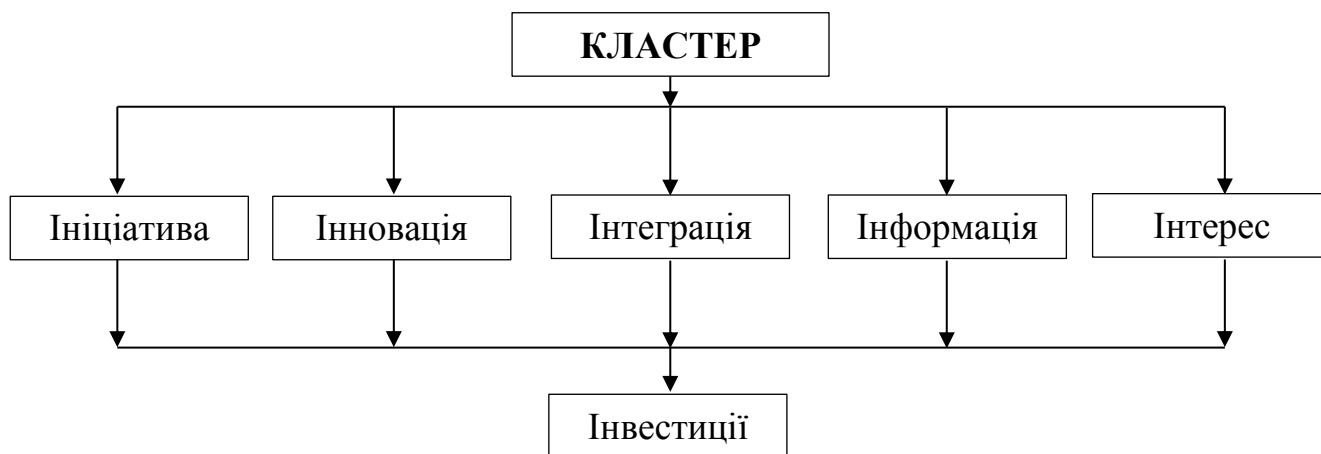 КЛАСТЕР
Ініціатива
Інновація
Інтеграція
Інформація
Інтерес
Інвестиції